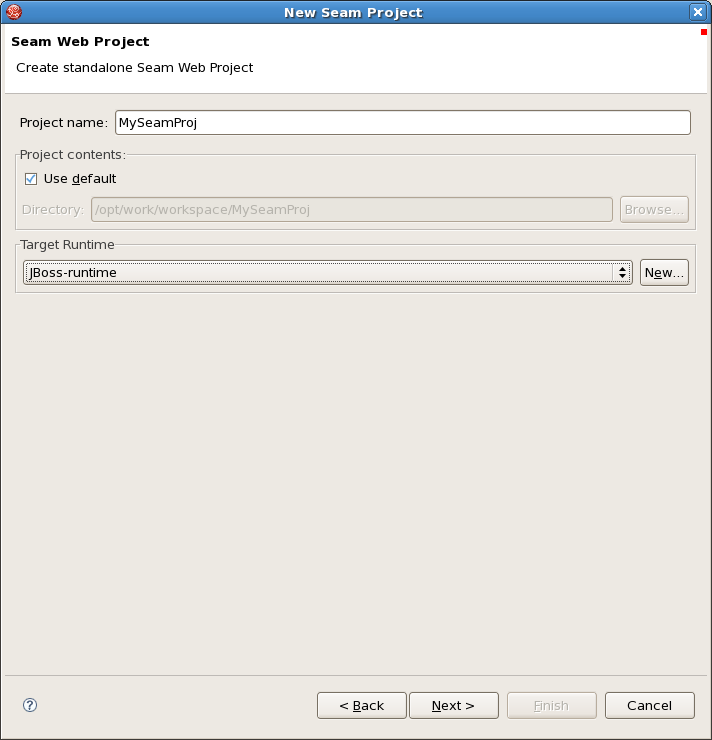 New Seam Project
Seam Web Project
Create standalone Seam Web Project
Project name: MySeamProj
Project contents:
Use default
Directory: /opt/work/workspace/MySeamProj Browse...
Target Runtime
JBoss-runtime New...
? < Back Next > Finish Cancel